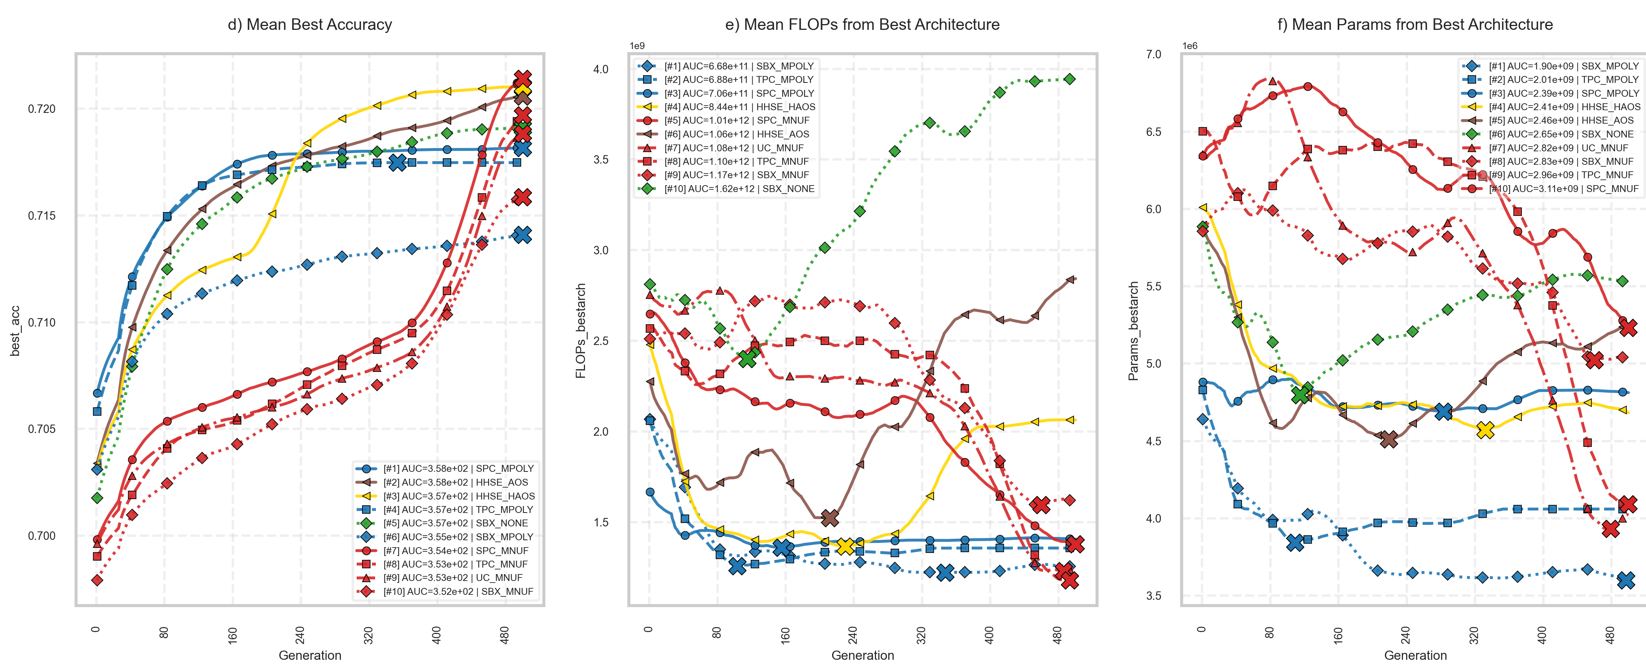 d) Mean Best Accuracy
best_acc
0.720
0.715
0.710
0.705
0.700
[#1] AUC=3.58e+02 | SPC_MPOLY
[#2] AUC=3.58e+02 | HHSE_AOS
[#3] AUC=3.57e+02 | HHSE_HAOS
[#4] AUC=3.57e+02 | TPC_MPOLY
[#5] AUC=3.57e+02 | SBX_NONE
[#6] AUC=3.55e+02 | SBX_MPOLY
[#7] AUC=3.54e+02 | SPC_MNUF
[#8] AUC=3.53e+02 | TPC_MNUF
[#9] AUC=3.53e+02 | UC_MNUF
[#10] AUC=3.52e+02 | SBX_MNUF
0 80 160 240 320 400 480
Generation
e) Mean FLOPs from Best Architecture
1e9
FLOPs_bestarch
4.0
3.5
3.0
2.5
2.0
1.5
[#1] AUC=6.68e+11 | SBX_MPOLY
[#2] AUC=6.88e+11 | TPC_MPOLY
[#3] AUC=7.06e+11 | SPC_MPOLY
[#4] AUC=8.44e+11 | HHSE_HAOS
[#5] AUC=1.01e+12 | SPC_MNUF
[#6] AUC=1.06e+12 | HHSE_AOS
[#7] AUC=1.08e+12 | UC_MNUF
[#8] AUC=1.10e+12 | TPC_MNUF
[#9] AUC=1.17e+12 | SBX_MNUF
[#10] AUC=1.62e+12 | SBX_NONE
0 80 160 240 320 400 480
Generation
f) Mean Params from Best Architecture
1e6
Params_bestarch
7.0
6.5
6.0
5.5
5.0
4.5
4.0
3.5
[#1] AUC=1.90e+09 | SBX_MPOLY
[#2] AUC=2.01e+09 | TPC_MPOLY
[#3] AUC=2.39e+09 | SPC_MPOLY
[#4] AUC=2.41e+09 | HHSE_HAOS
[#5] AUC=2.46e+09 | HHSE_AOS
[#6] AUC=2.65e+09 | SBX_NONE
[#7] AUC=2.82e+09 | UC_MNUF
[#8] AUC=2.83e+09 | SBX_MNUF
[#9] AUC=2.96e+09 | TPC_MNUF
[#10] AUC=3.11e+09 | SPC_MNUF
0 80 160 240 320 400 480
Generation